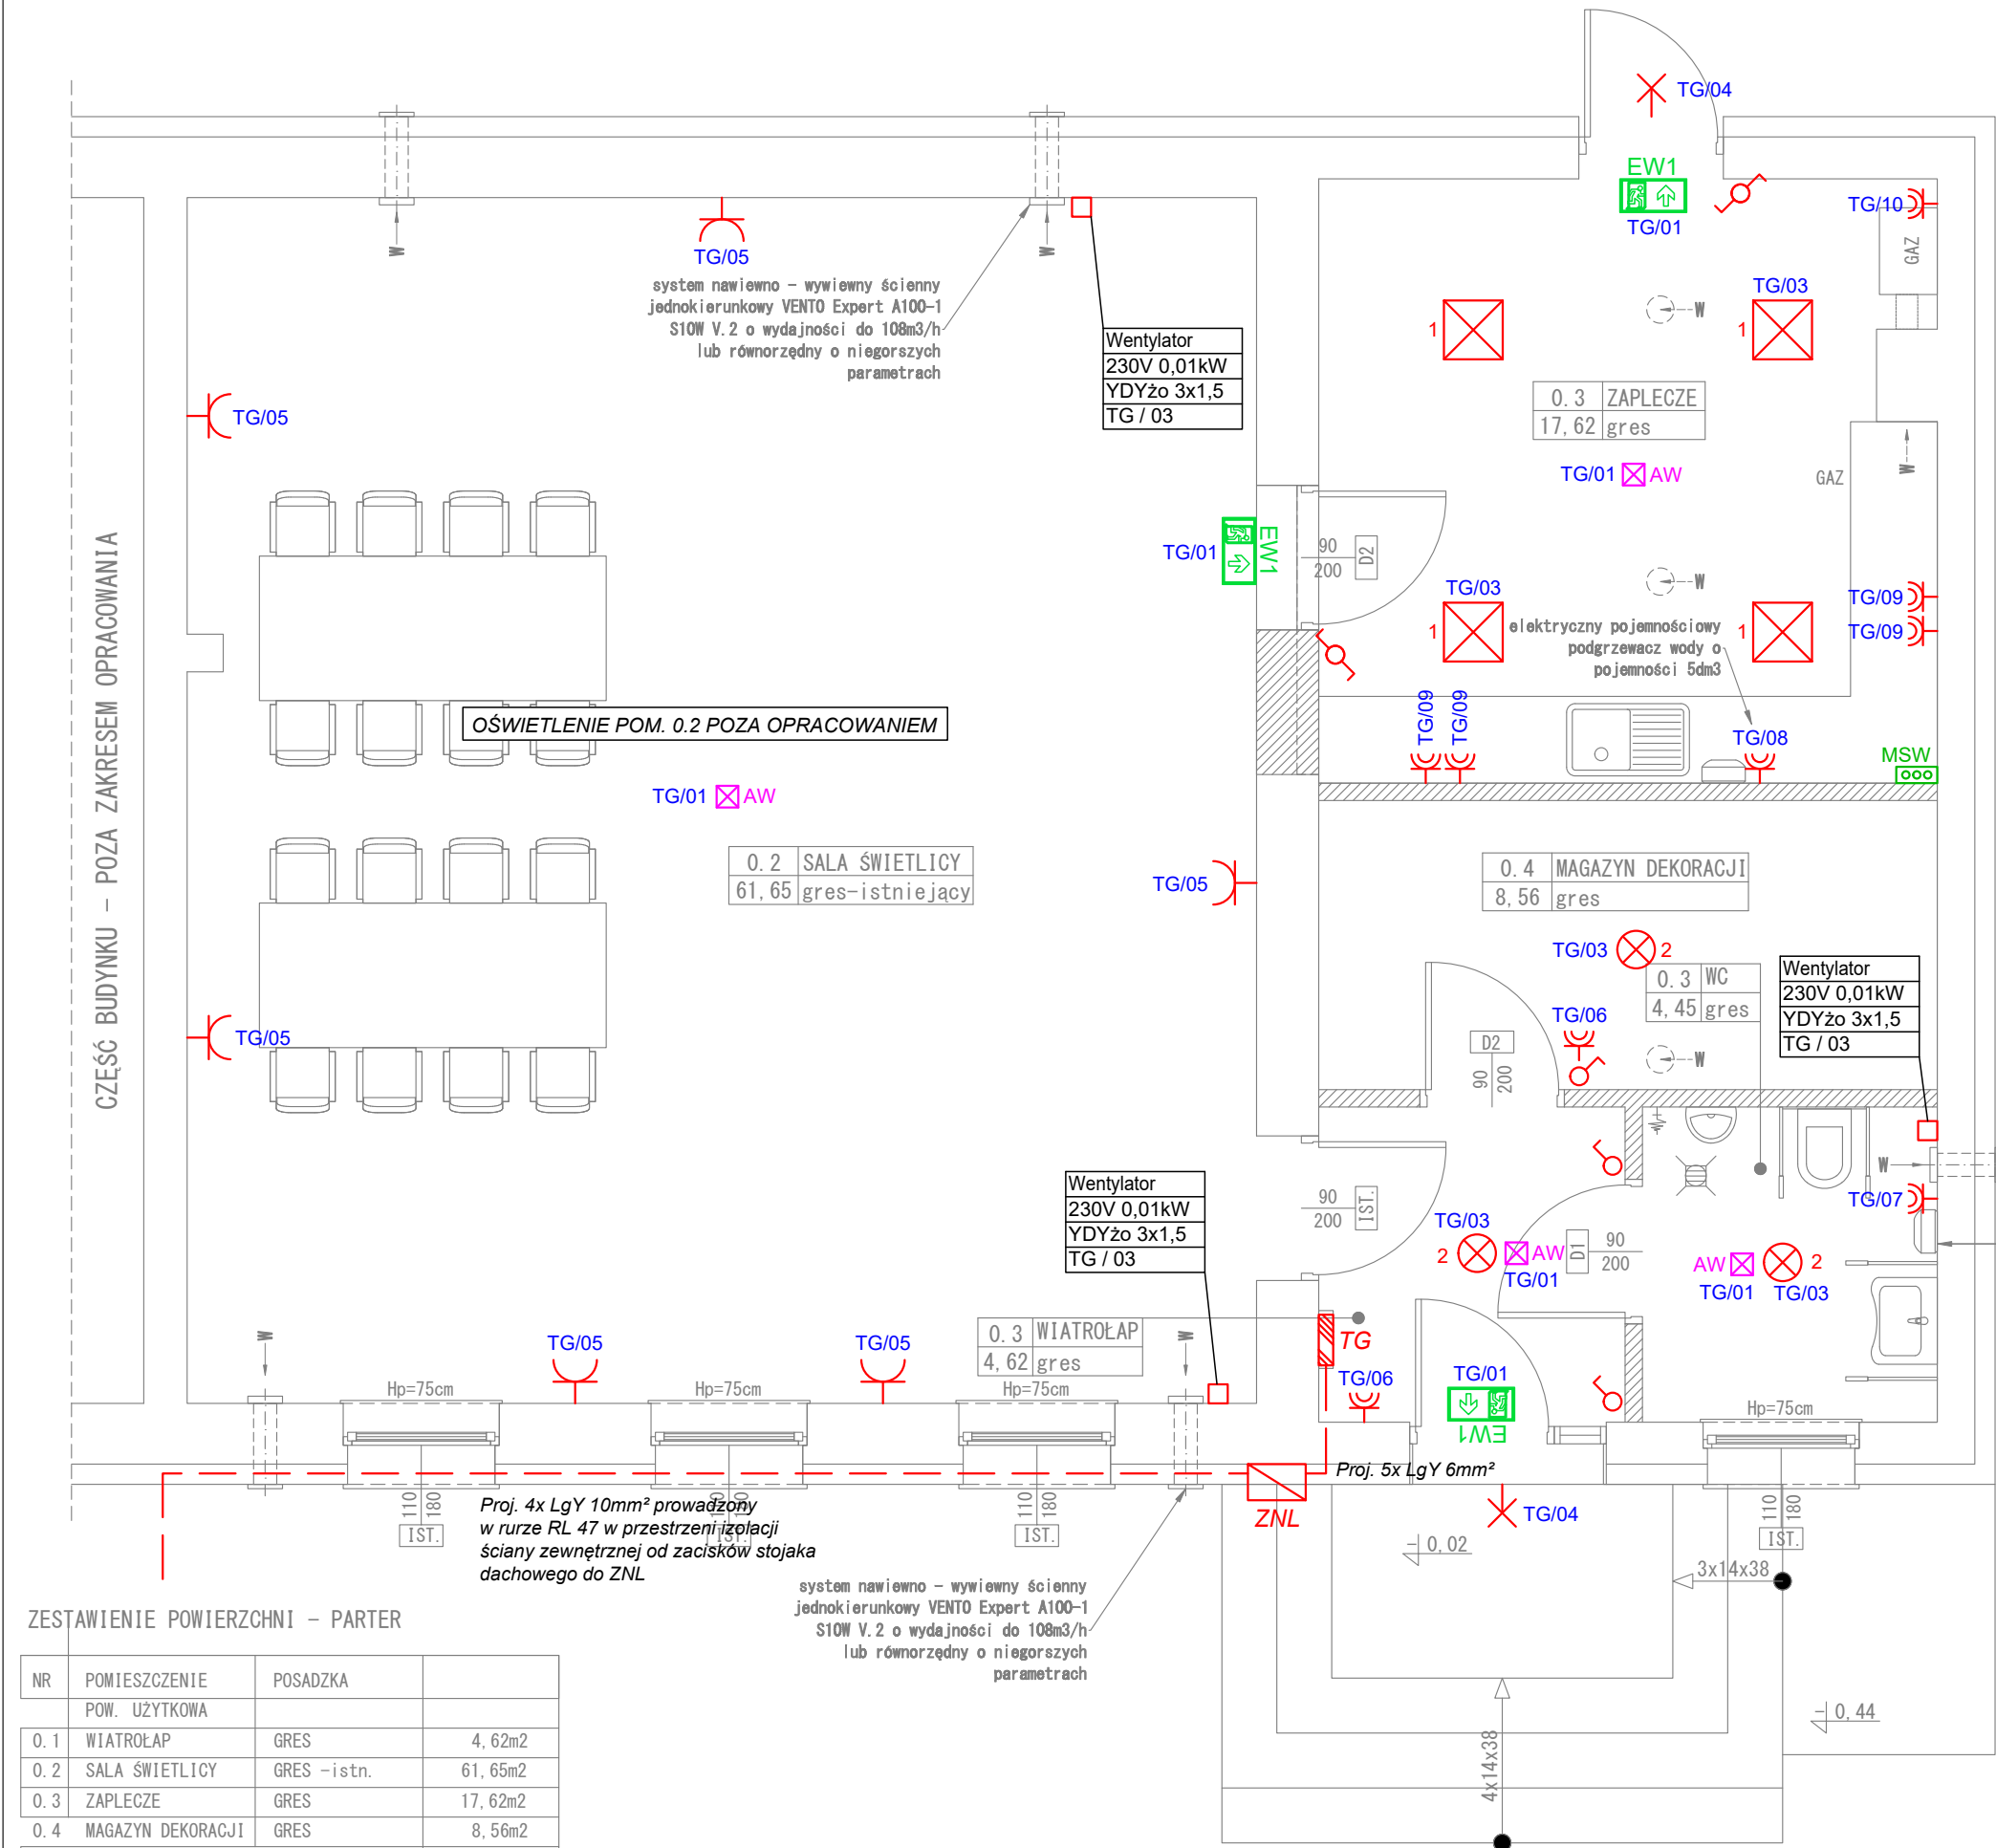 TG/04
EW1
TG/01
TG/10
GAZ
W
W
TG/05
system nawiewno - wywiewny ścienny
jednokierunkowy VENTO Expert A100-1
S10W V.2 o wydajności do 108m3/h
lub równorzędny o niegorszych
parametrach
Wentylator
230V 0,01kW
YDYżo 3x1,5
TG / 03
TG/03
1
1
W
0.3 ZAPLECZE
17,62 gres
TG/05
TG/01 AW
GAZ
W
TG/01
EW1
90
200
D2
W
TG/03
1
1
TG/09
TG/09
elektryczny pojemnościowy
podgrzewacz wody o
pojemności 5dm3
TG/09
TG/09
TG/08
MSW
CZĘŚĆ BUDYNKU - POZA ZAKRESEM OPRACOWANIA
OŚWIETLENIE POM. 0.2 POZA OPRACOWANIEM
TG/01 AW
0.2 SALA ŚWIETLICY
61,65 gres-istniejący
TG/05
0.4 MAGAZYN DEKORACJI
8,56 gres
TG/03 2
0.3 WC
4,45 gres
Wentylator
230V 0,01kW
YDYżo 3x1,5
TG / 03
TG/06
TG/05
D2
90
200
W
W
TG/07
Wentylator
230V 0,01kW
YDYżo 3x1,5
TG / 03
90
200
IST.
TG/03
2
AW
TG/01
D1
90
200
AW
2
TG/01
TG/03
0.3 WIATROŁAP
4,62 gres
TG
TG/06
TG/01
EW1
W
TG/05
TG/05
W
Hp=75cm
Hp=75cm
Hp=75cm
Hp=75cm
Proj. 5x LgY 6mm²
ZNL
TG/04
110
180
IST.
110
180
IST.
110
180
IST.
110
180
IST.
Proj. 4x LgY 10mm² prowadzony
w rurze RL 47 w przestrzeni izolacji
ściany zewnętrznej od zacisków stojaka
dachowego do ZNL
- 0,02
3x14x38
system nawiewno - wywiewny ścienny
jednokierunkowy VENTO Expert A100-1
S10W V.2 o wydajności do 108m3/h
lub równorzędny o niegorszych
parametrach
- 0,44
4x14x38
ZESTAWIENIE POWIERZCHNI - PARTER
NR POMIESZCZENIE POSADZKA
POW. UŻYTKOWA
0.1 WIATROŁAP GRES 4,62m2
0.2 SALA ŚWIETLICY GRES -istn. 61,65m2
0.3 ZAPLECZE GRES 17,62m2
0.4 MAGAZYN DEKORACJI GRES 8,56m2